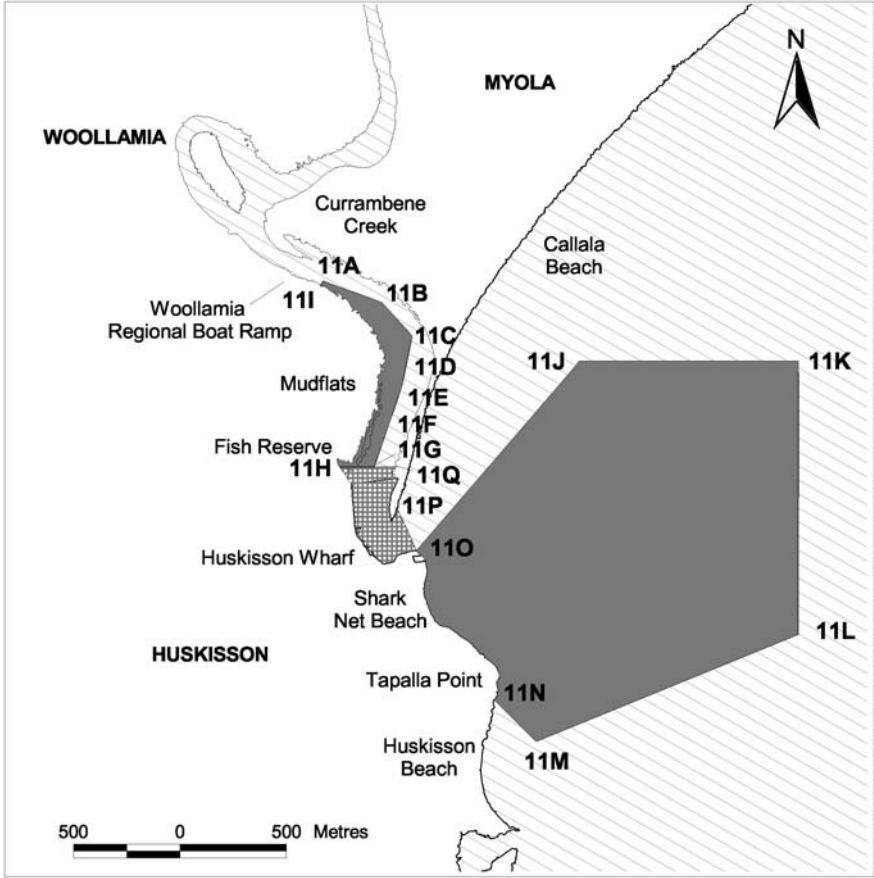 N
MYOLA
WOOLLAMIA
Currambene
Creek
Callala
Beach
11A
11I
11B
Woollamia
Regional Boat Ramp
11C
11D
11J
11K
Mudflats
11E
11F
Fish Reserve
11G
11H
11Q
11P
11O
Huskisson Wharf
Shark
Net Beach
11L
HUSKISSON
Tapalla Point
11N
Huskisson
Beach
11M
500 0 500 Metres